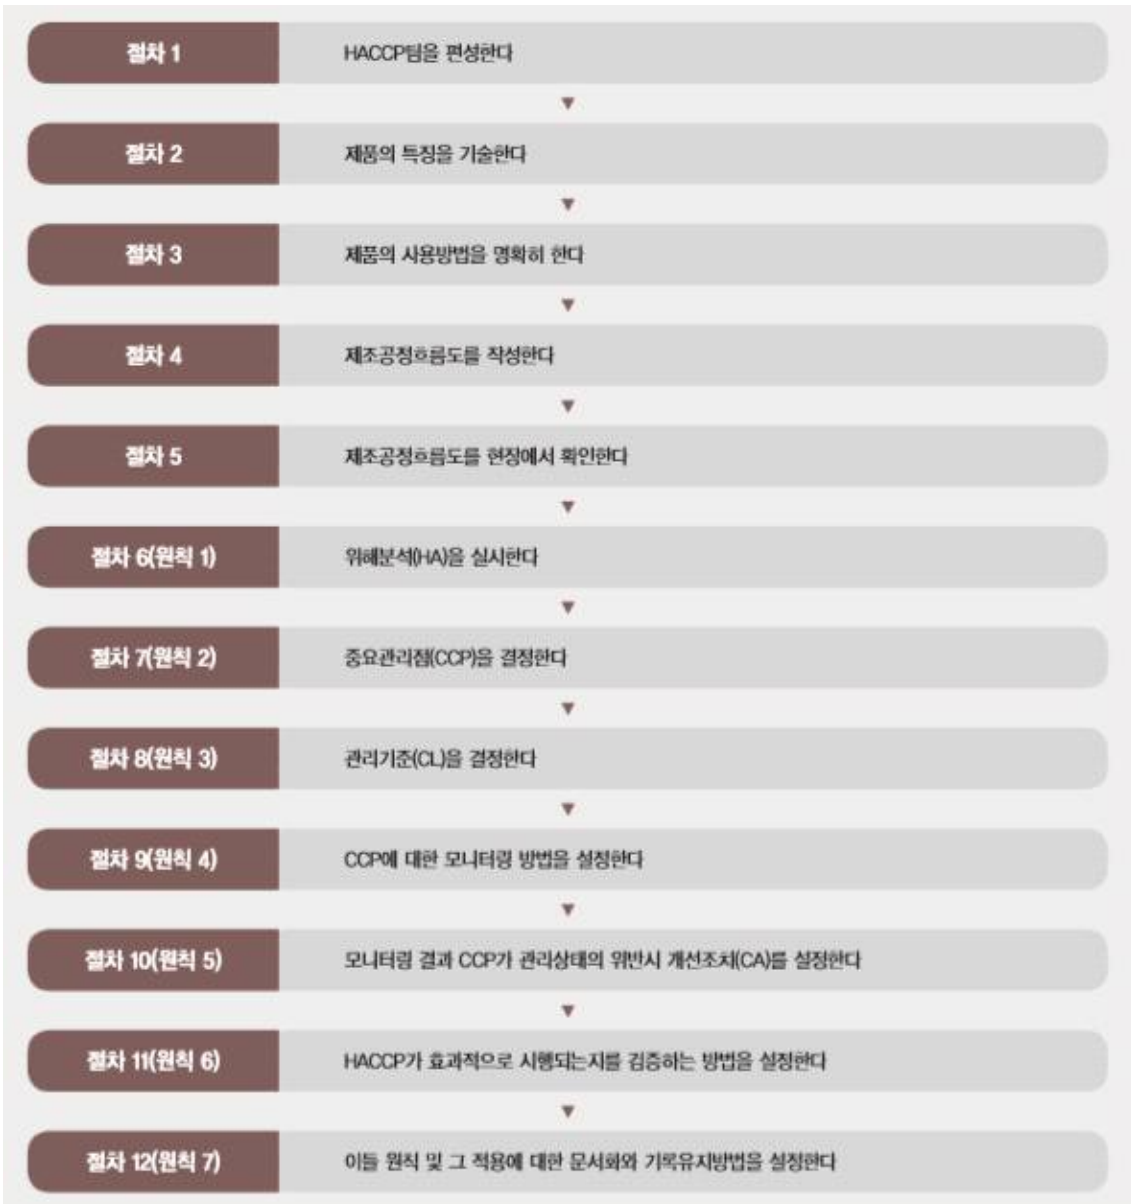 절차 1
HACCP팀을 편성한다
절차 2
제품의 특징을 기술한다
절차 3
제품의 사용방법을 명확히 한다
절차 4
제조공정흐름도를 작성한다
절차 5
제조공정흐름도를 현장에서 확인한다
절차 6(원칙 1)
위해분석(HA)을 실시한다
절차 7(원칙 2)
중요관리점(CCP)을 결정한다
절차 8(원칙 3)
관리기준(CL)을 결정한다
절차 9(원칙 4)
CCP에 대한 모니터링 방법을 설정한다
절차 10(원칙 5)
모니터링 결과 CCP가 관리상태의 위반시 개선조치(CA)를 설정한다
절차 11(원칙 6)
HACCP가 효과적으로 시행되는지를 검증하는 방법을 설정한다
절차 12(원칙 7)
이들 원칙 및 그 적용에 대한 문서화와 기록유지방법을 설정한다